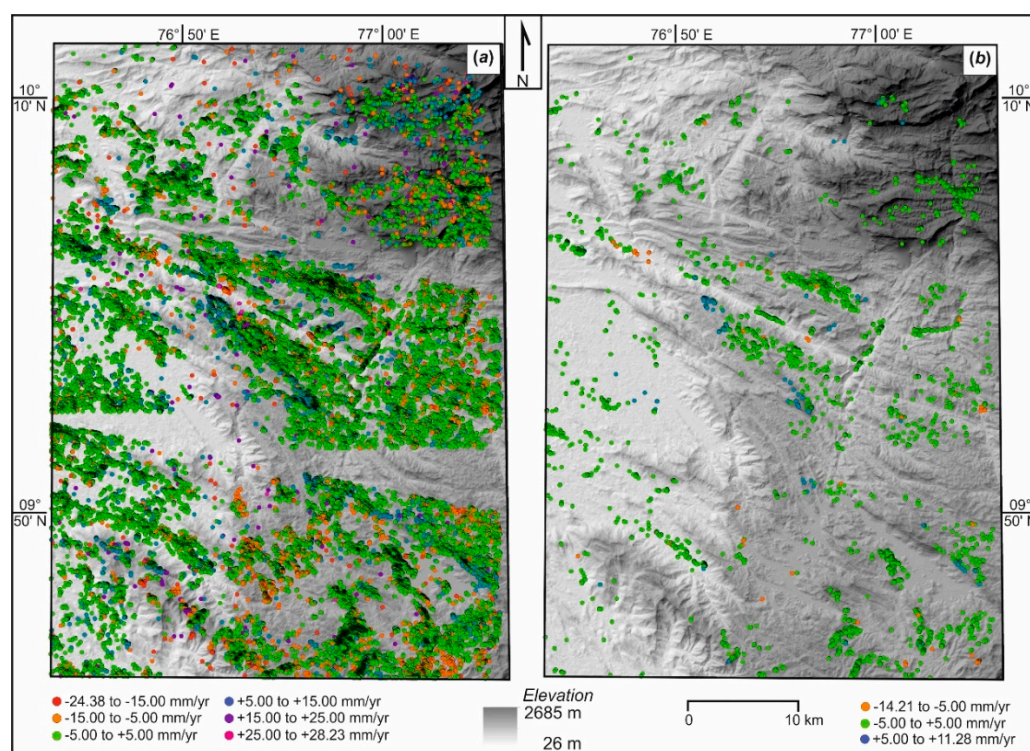 76° 50' E
77° 00' E
76° 50' E
77° 00' E
(a)
(b)
N
10°
10' N
10°
10' N
09°
50' N
09°
50' N
-24.38 to -15.00 mm/yr
-15.00 to -5.00 mm/yr
-5.00 to +5.00 mm/yr
+5.00 to +15.00 mm/yr
+15.00 to +25.00 mm/yr
+25.00 to +28.23 mm/yr
Elevation
2685 m
26 m
0
10 km
-14.21 to -5.00 mm/yr
-5.00 to +5.00 mm/yr
+5.00 to +11.28 mm/yr